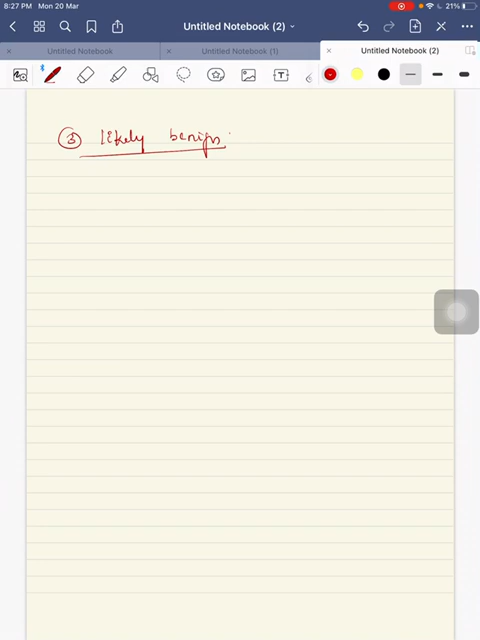 8:27 PM Mon 20 Mar
21%
Untitled Notebook (2)
Untitled Notebook
Untitled Notebook (1)
Untitled Notebook (2)
③ likely benign